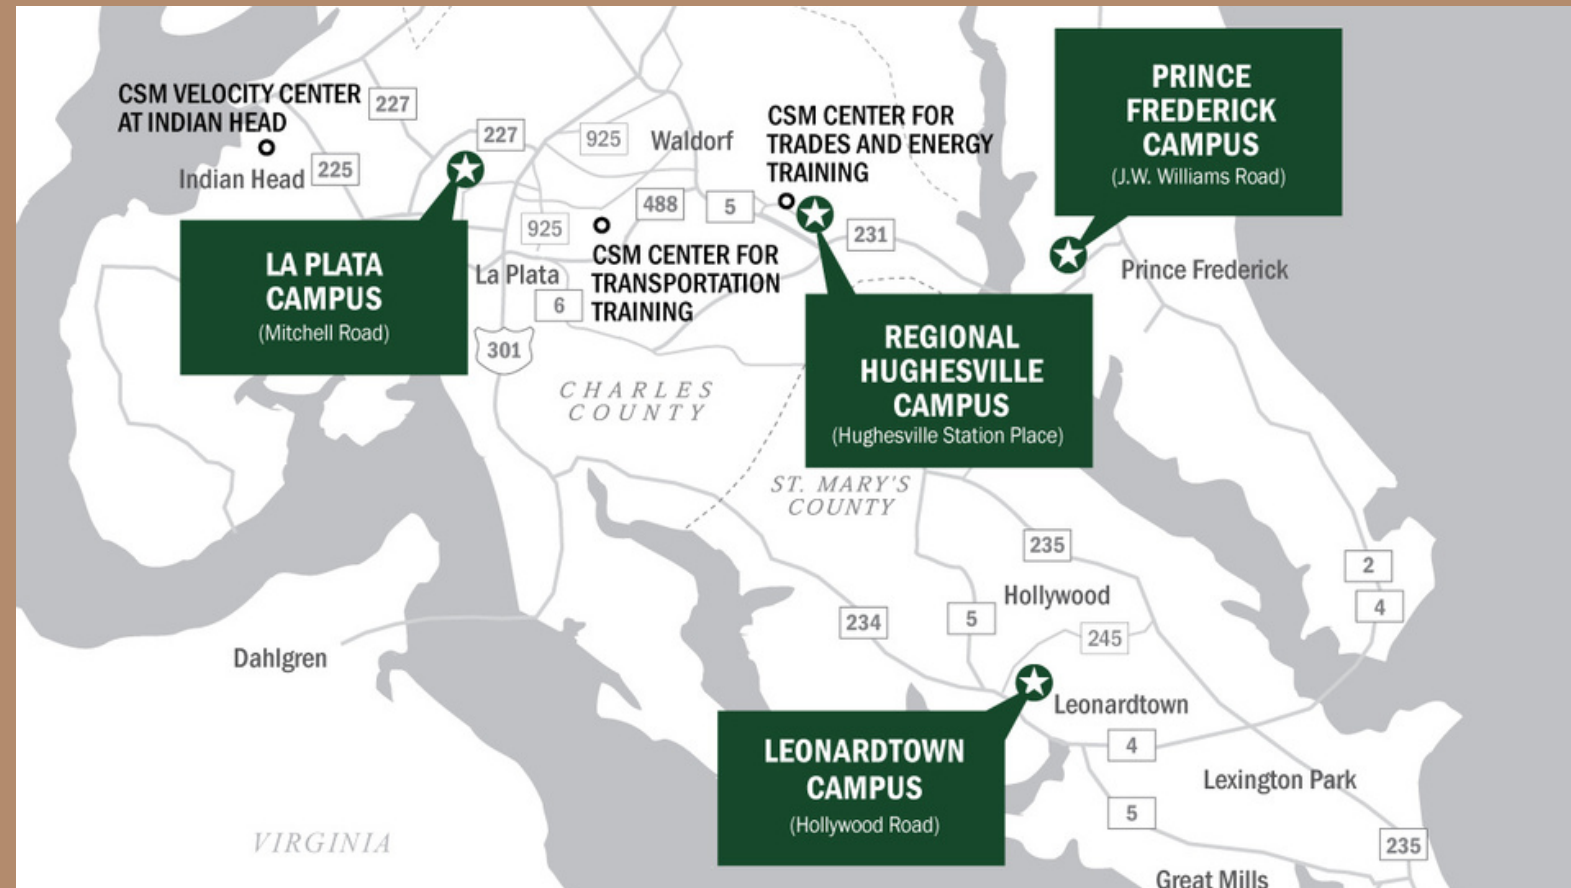 CSM VELOCITY CENTER
AT INDIAN HEAD
Indian Head
227
225
227
925
Waldorf
CSM CENTER FOR
TRADES AND ENERGY
TRAINING
PRINCE
FREDERICK
CAMPUS
(J.W. Williams Road)
Prince Frederick
488
5
231
925
CSM CENTER FOR
TRANSPORTATION
TRAINING
La Plata
6
301
LA PLATA
CAMPUS
(Mitchell Road)
REGIONAL
HUGHESVILLE
CAMPUS
(Hughesville Station Place)
CHARLES
COUNTY
ST. MARY'S
COUNTY
235
2
4
Hollywood
234
5
245
Dahlgren
Leonardtown
LEONARDTOWN
CAMPUS
(Hollywood Road)
4
Lexington Park
5
235
VIRGINIA
Great Mills